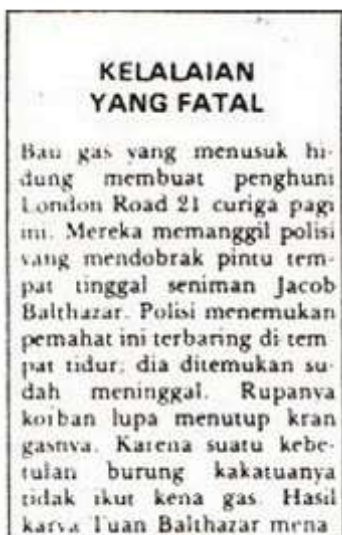 KELALAIAN
YANG FATAL
Bau gas yang menusuk hi-
dung membuat penghuni
London Road 21 curiga pagi
ini. Mereka memanggil polisi
yang mendobrak pintu tem-
pat tinggal seniman Jacob
Balthazar. Polisi menemukan
pemahat ini terbaring di tem
pat tidur; dia ditemukan su-
dah meninggal. Rupanya
korban lupa menutup kran
gasnya. Karena suatu kebe-
tulan burung kakatuanya
tidak ikut kena gas. Hasil
karya Tuan Balthazar mena